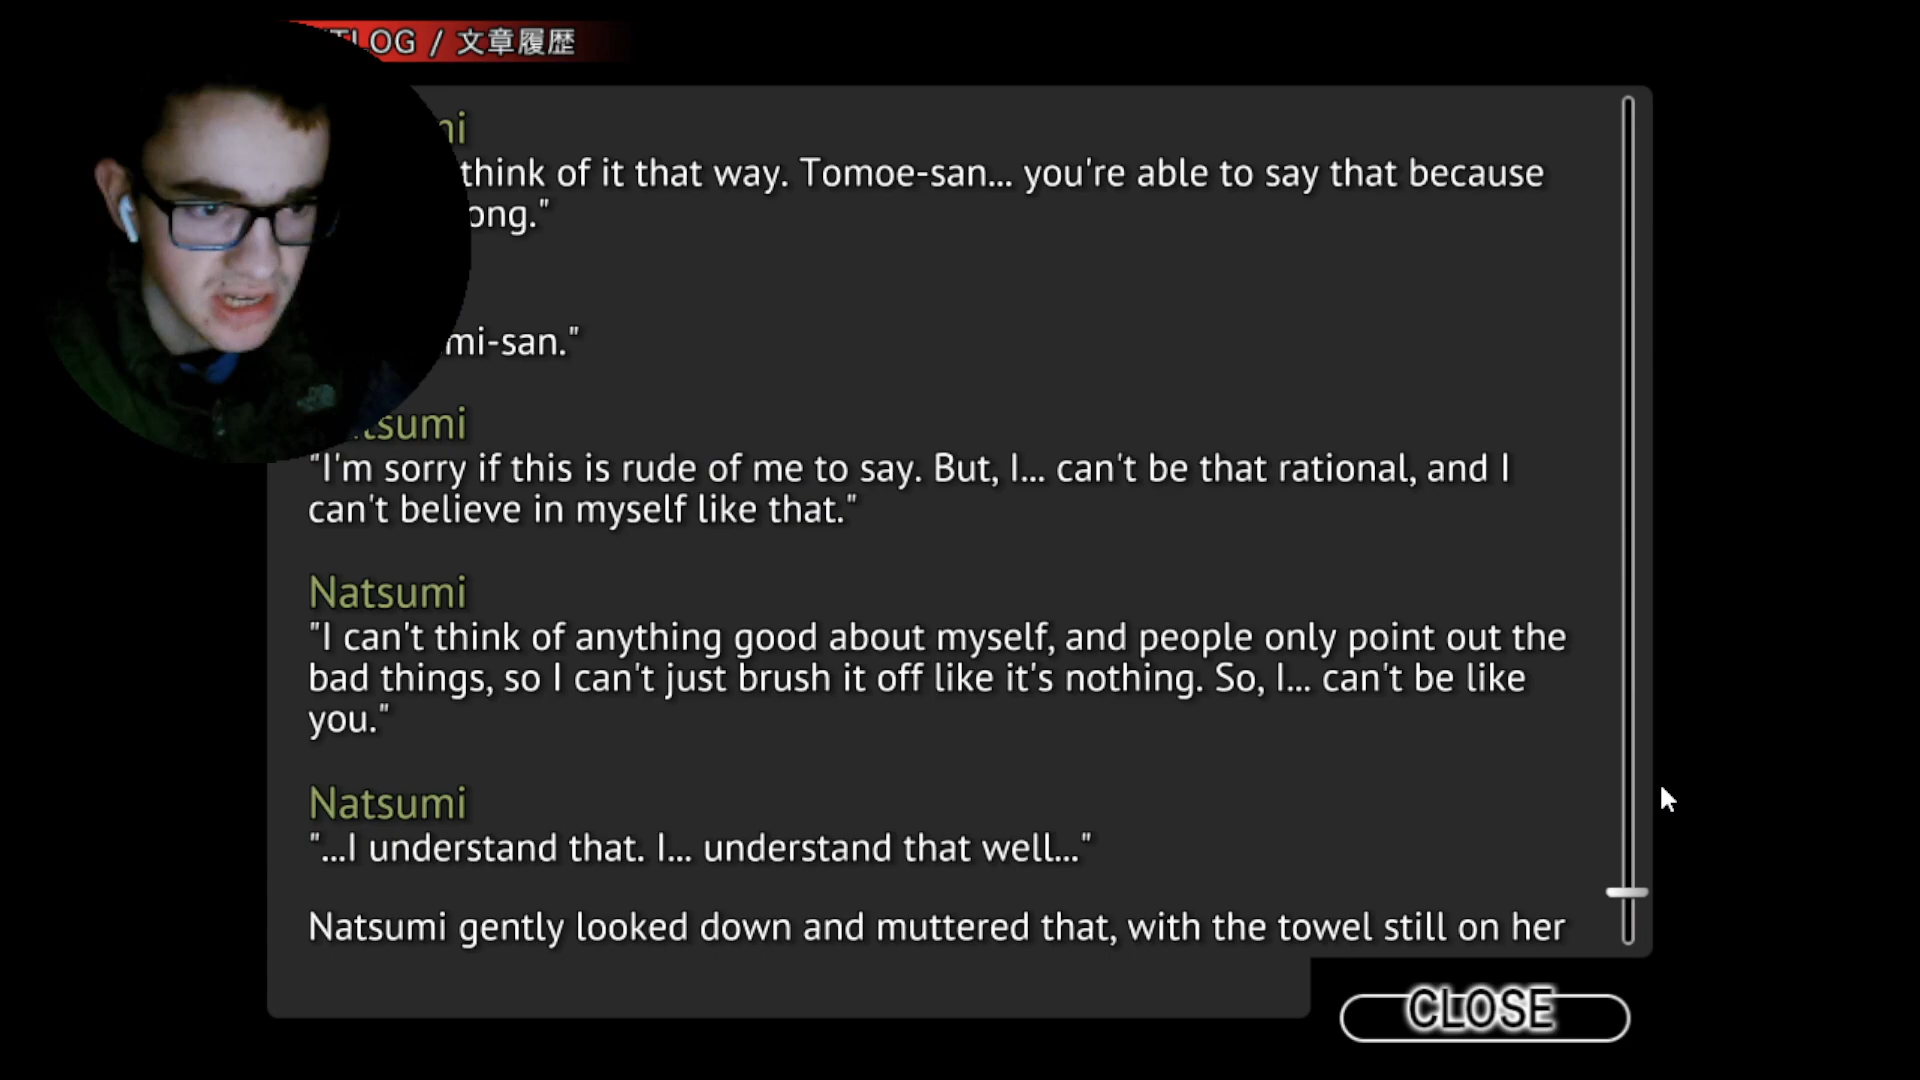 LOG / 文章履歴
think of it that way. Tomoe-san... you're able to say that because
ong."
mi-san."
tsumi
"I'm sorry if this is rude of me to say. But, I... can't be that rational, and I
can't believe in myself like that."
Natsumi
"I can't think of anything good about myself, and people only point out the
bad things, so I can't just brush it off like it's nothing. So, I... can't be like
you."
Natsumi
"...I understand that. I... understand that well..."
Natsumi gently looked down and muttered that, with the towel still on her
CLOSE